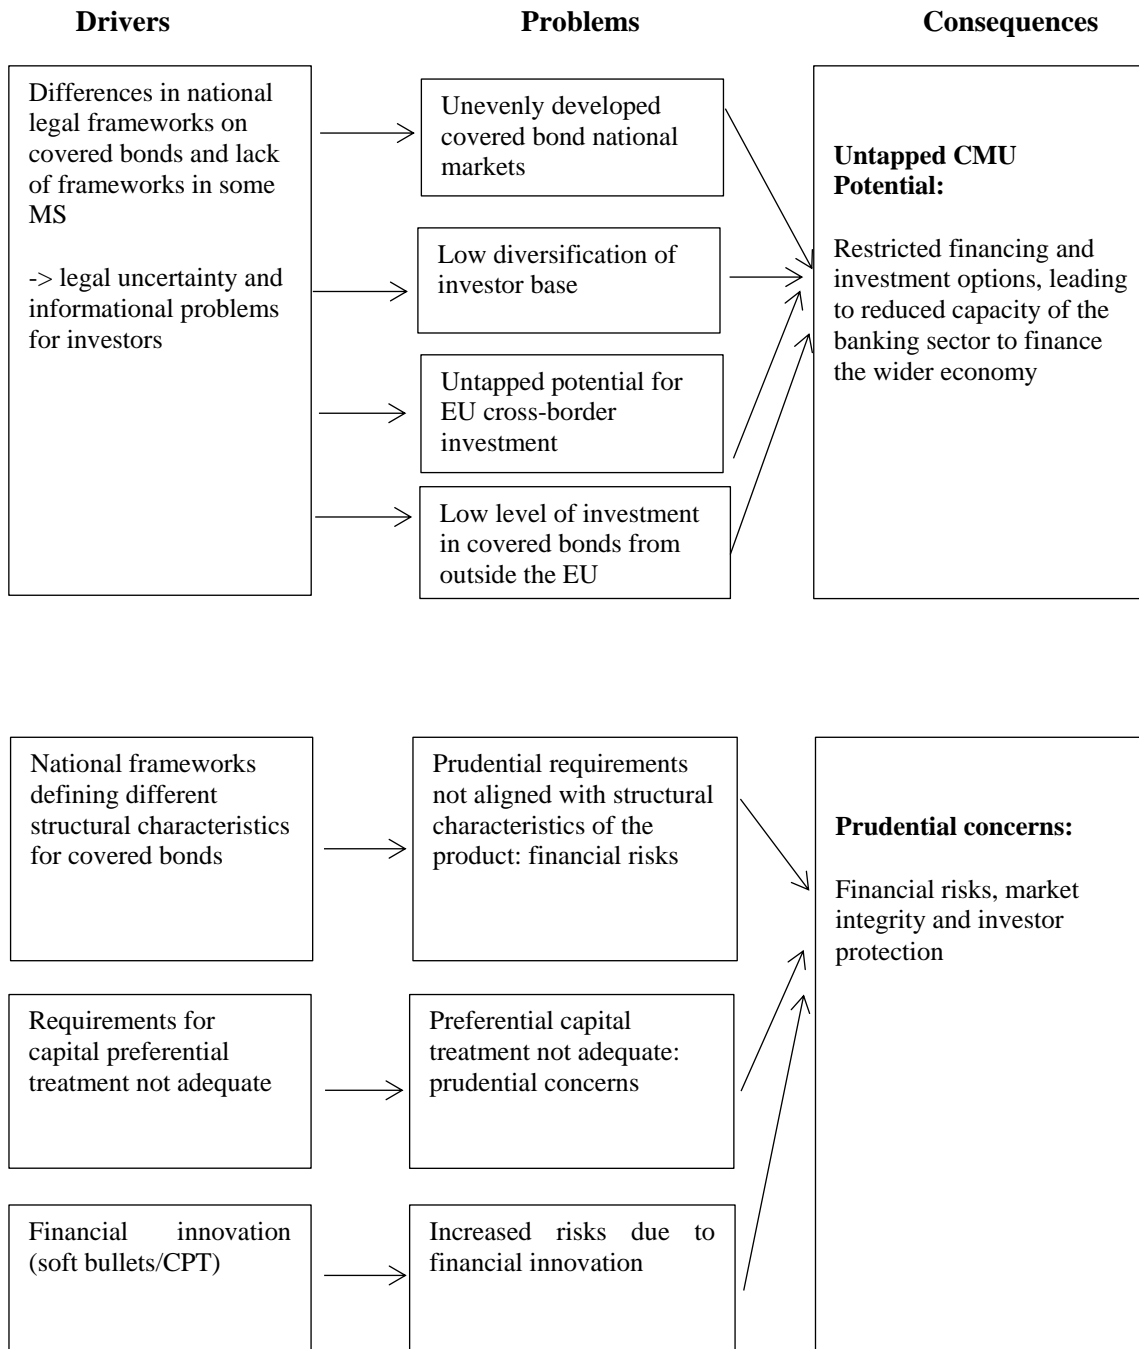 Drivers
Problems
Consequences
Differences in national
legal frameworks on
covered bonds and lack
of frameworks in some
MS
-> legal uncertainty and
informational problems
for investors
Unevenly developed
covered bond national
markets
Low diversification of
investor base
Untapped potential for
EU cross-border
investment
Low level of investment
in covered bonds from
outside the EU
Untapped CMU
Potential:
Restricted financing and
investment options, leading
to reduced capacity of the
banking sector to finance
the wider economy
National frameworks
defining different
structural characteristics
for covered bonds
Prudential requirements
not aligned with structural
characteristics of the
product: financial risks
Prudential concerns:
Financial risks, market
integrity and investor
protection
Requirements for
capital preferential
treatment not adequate
Preferential capital
treatment not adequate:
prudential concerns
Financial innovation
(soft bullets/CPT)
Increased risks due to
financial innovation